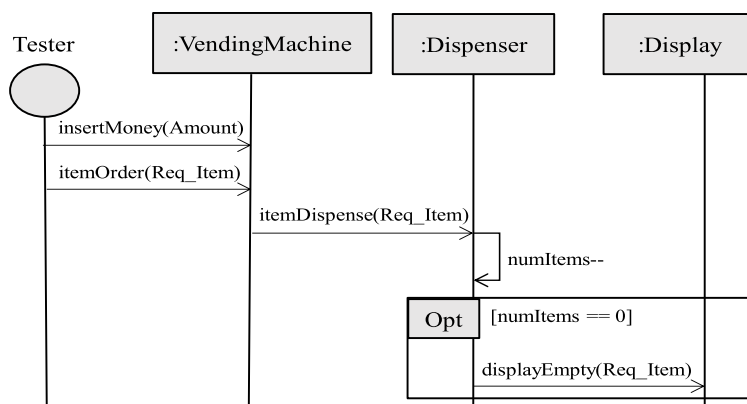 Tester
:VendingMachine
:Dispenser
:Display
insertMoney(Amount)
itemOrder(Req_Item)
itemDispense(Req_Item)
numItems--
Opt
[numItems == 0]
displayEmpty(Req_Item)